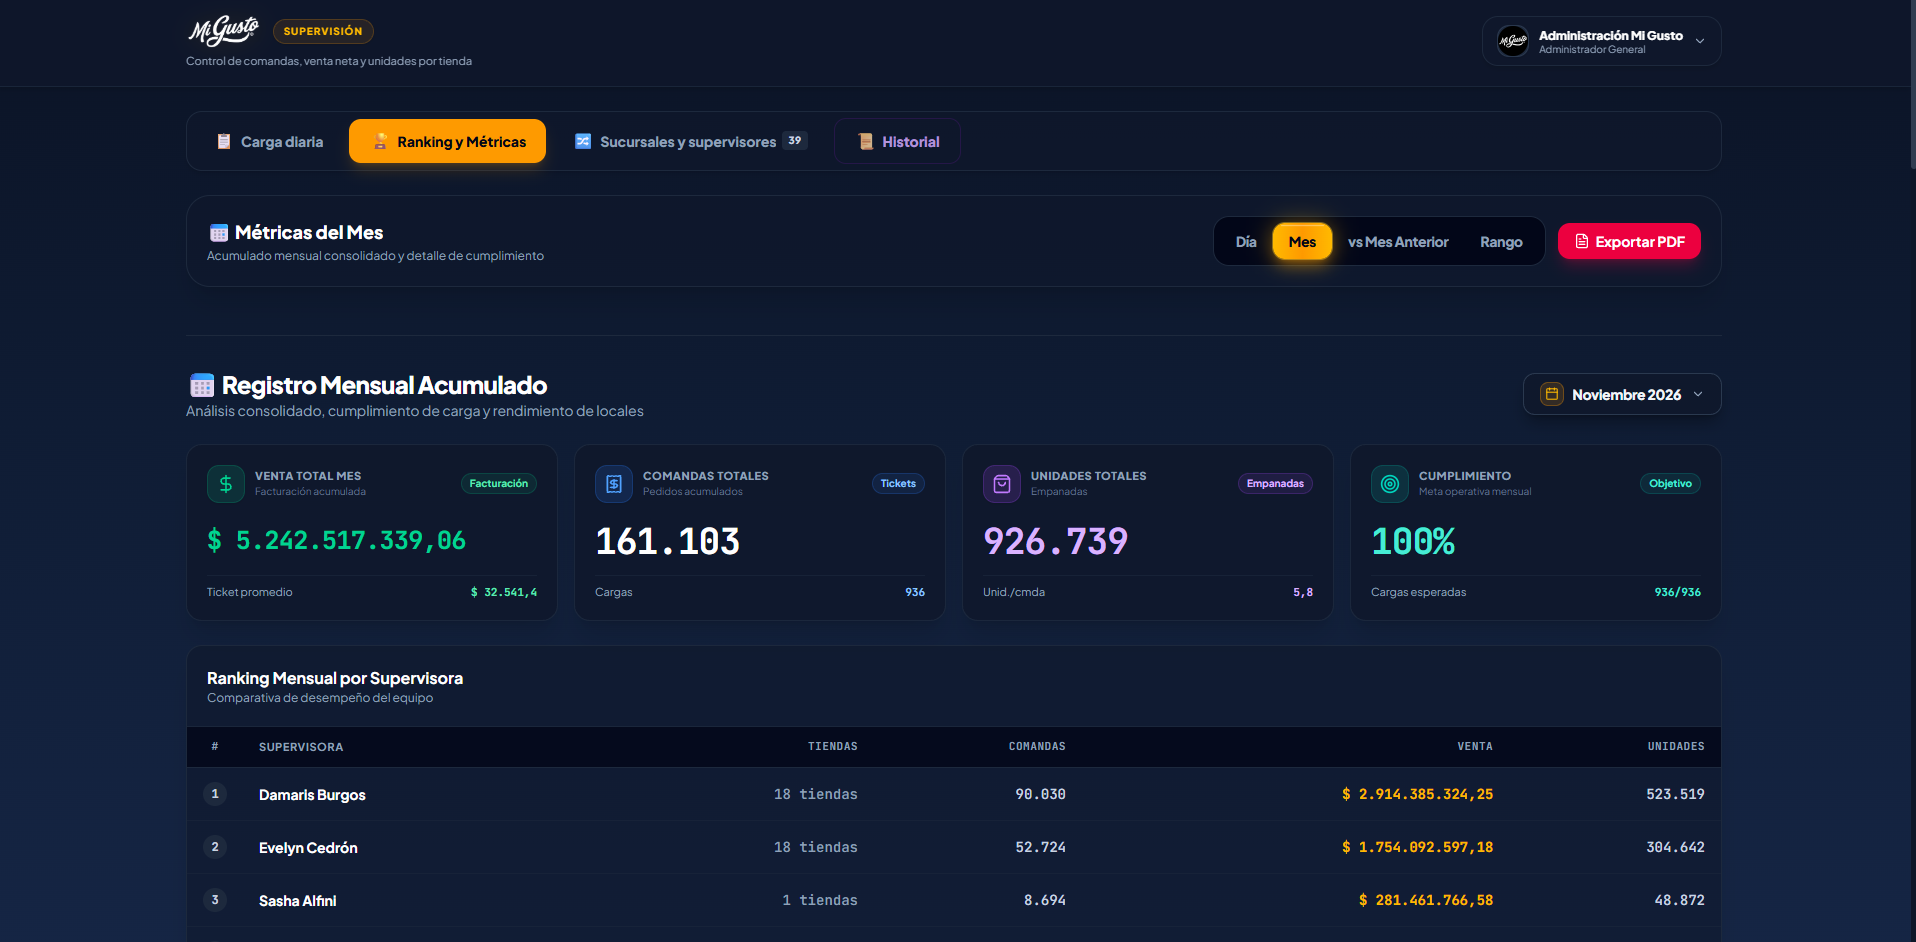 Mi Gusto
SUPERVISIÓN
Control de comandas, venta neta y unidades por tienda
Mi Gusto
Administración Mi Gusto
Administrador General
Carga diaria
Ranking y Métricas
Sucursales y supervisores 39
Historial
Métricas del Mes
Acumulado mensual consolidado y detalle de cumplimiento
Día
Mes
vs Mes Anterior
Rango
Exportar PDF
Registro Mensual Acumulado
Análisis consolidado, cumplimiento de carga y rendimiento de locales
Noviembre 2026
VENTA TOTAL MES
Facturación acumulada
Facturación
$ 5.242.517.339,06
Ticket promedio
$ 32.541,4
COMANDAS TOTALES
Pedidos acumulados
Tickets
161.103
Cargas
936
UNIDADES TOTALES
Empanadas
Empanadas
926.739
Unid./cmda
5,8
CUMPLIMIENTO
Meta operativa mensual
Objetivo
100%
Cargas esperadas
936/936
Ranking Mensual por Supervisora
Comparativa de desempeño del equipo
# SUPERVISORA TIENDAS COMANDAS VENTA UNIDADES
1 Damaris Burgos 18 tiendas 90.030 $ 2.914.385.324,25 523.519
2 Evelyn Cedrón 18 tiendas 52.724 $ 1.754.092.597,18 304.642
3 Sasha Alfini 1 tiendas 8.694 $ 281.461.766,58 48.872